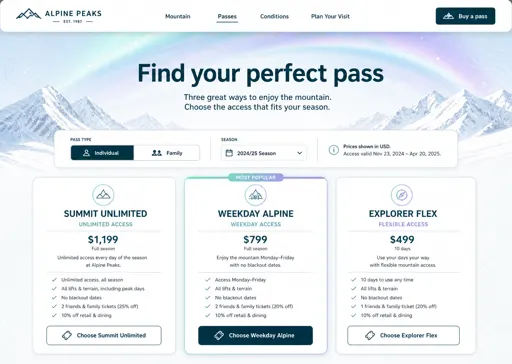 ALPINE PEAKS
EST. 1987
Mountain
Passes
Conditions
Plan Your Visit
Buy a pass
Find your perfect pass
Three great ways to enjoy the mountain.
Choose the access that fits your season.
PASS TYPE
Individual
Family
SEASON
2024/25 Season
Prices shown in USD.
Access valid Nov 23, 2024 – Apr 20, 2025.
SUMMIT UNLIMITED
UNLIMITED ACCESS
$1,199
Full season
Unlimited access every day of the season
at Alpine Peaks.
Unlimited access, all season
All lifts & terrain, including peak days
No blackout dates
2 friends & family tickets (25% off)
10% off retail & dining
Choose Summit Unlimited
MOST POPULAR
WEEKDAY ALPINE
WEEKDAY ACCESS
$799
Full season
Enjoy the mountain Monday–Friday
with no blackout dates.
Access Monday–Friday
All lifts & terrain
No blackout dates
2 friends & family tickets (20% off)
10% off retail & dining
Choose Weekday Alpine
EXPLORER FLEX
FLEXIBLE ACCESS
$499
10 days
Use your days your way
with flexible mountain access.
10 days to use any time
All lifts & terrain
No blackout dates
1 friends & family ticket (20% off)
10% off retail & dining
Choose Explorer Flex